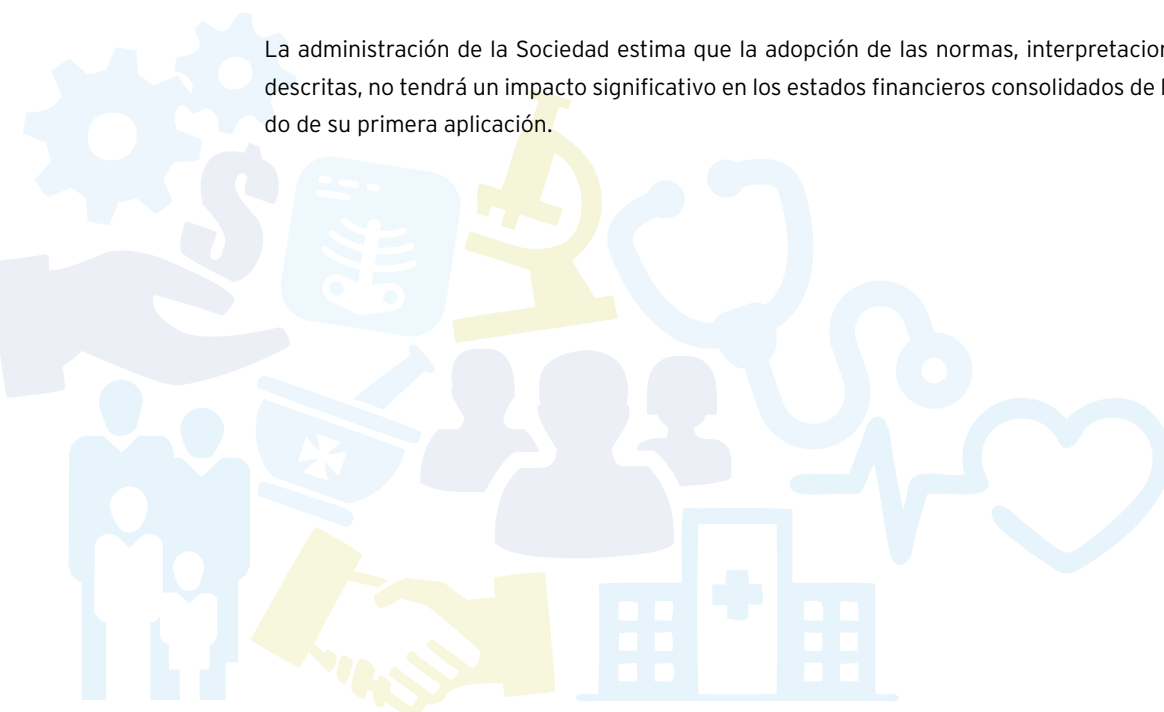 La administración de la Sociedad estima que la adopción de las normas,
descritas, no tendrá un impacto significativo en los estados financieros consolidados de
do de su primera aplicación.